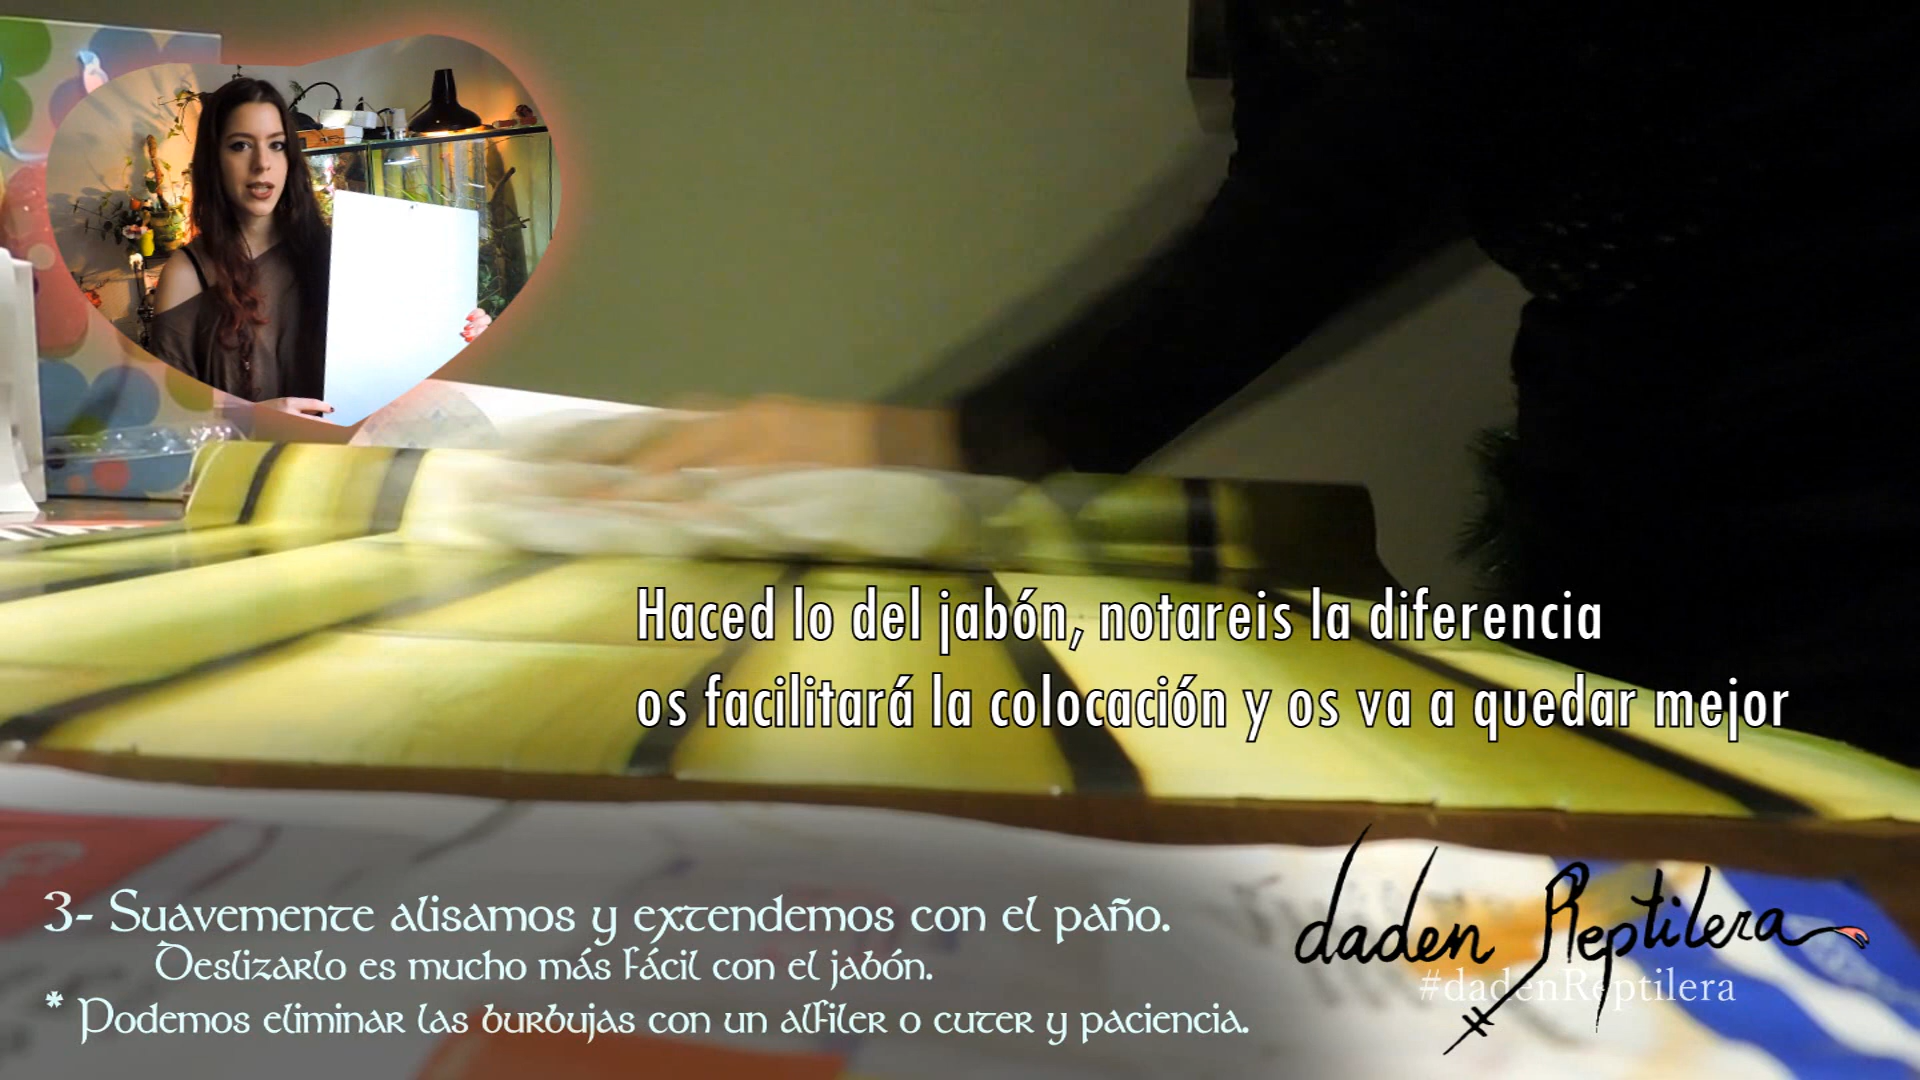 Haced lo del jabón, notareis la diferencia
os facilitará la colocación y os va a quedar mejor
3- Suavemente alisamos y extendemos con el paño.
Deslizarlo es mucho más fácil con el jabón.
* Podemos eliminar las burbujas con un alfiler o cuter y paciencia.
daden Reptilera
#dadenReptilera